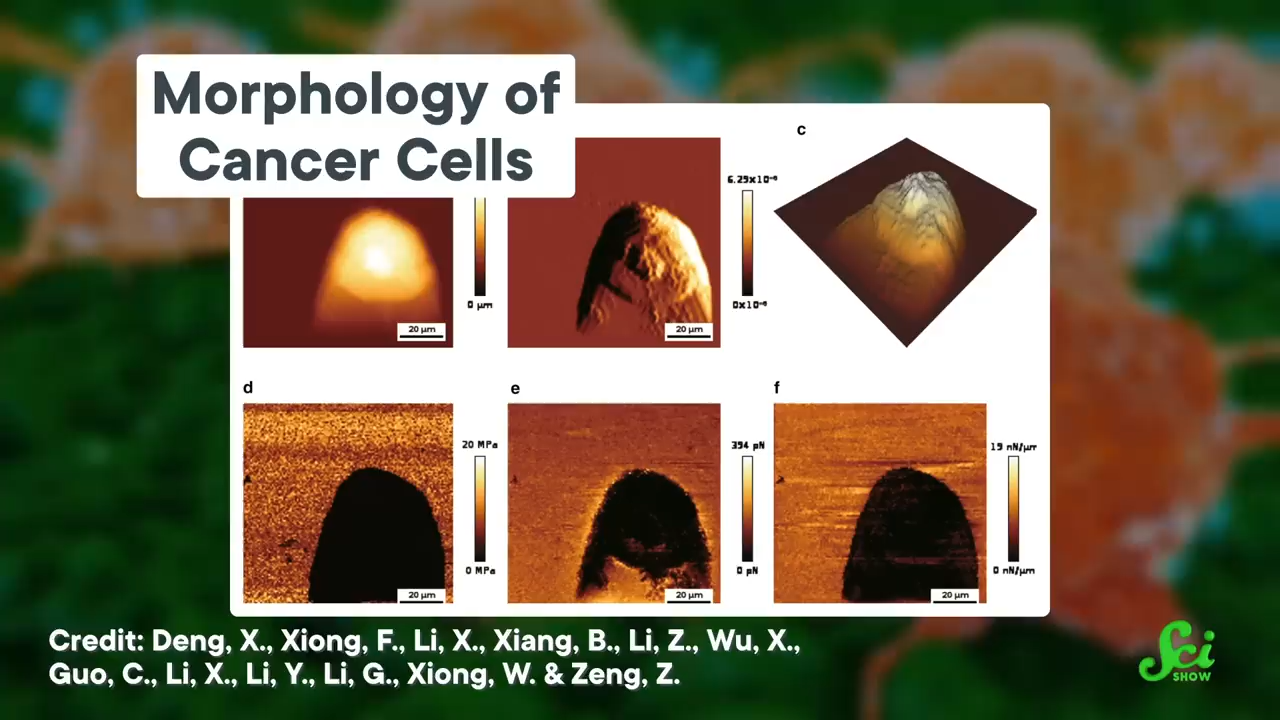 Morphology of
Cancer Cells
c
6.25x10⁻⁶
0 µm
0x10⁻⁶
20 µm
20 µm
d
e
f
20 MPa
394 pN
15 nN/µm
0 MPa
0 pN
0 nN/µm
20 µm
20 µm
20 µm
Credit: Deng, X., Xiong, F., Li, X., Xiang, B., Li, Z., Wu, X.,
Guo, C., Li, X., Li, Y., Li, G., Xiong, W. & Zeng, Z.
Sci
SHOW